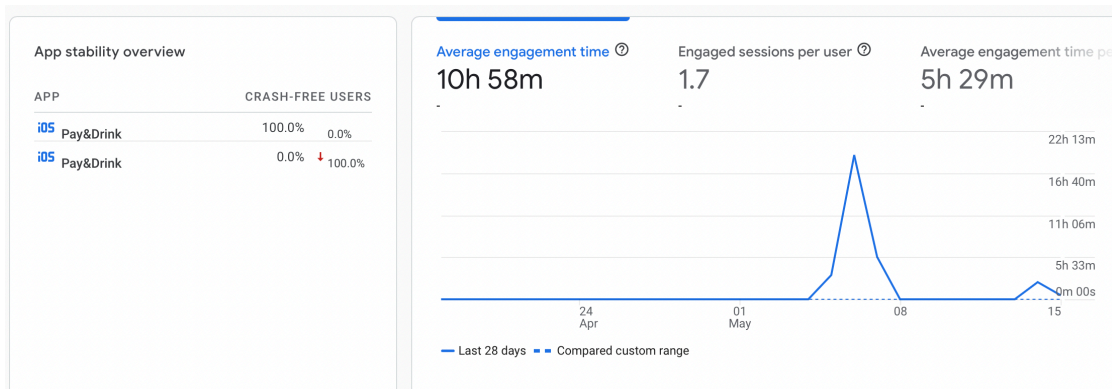 App stability overview
APP CRASH-FREE USERS
iOS Pay&Drink 100.0% 0.0%
iOS Pay&Drink 0.0% 100.0%
Average engagement time
10h 58m
-
Engaged sessions per user
1.7
-
Average engagement time pe
5h 29m
-
22h 13m
16h 40m
11h 06m
5h 33m
0m 00s
24
Apr
01
May
08
15
Last 28 days
Compared custom range